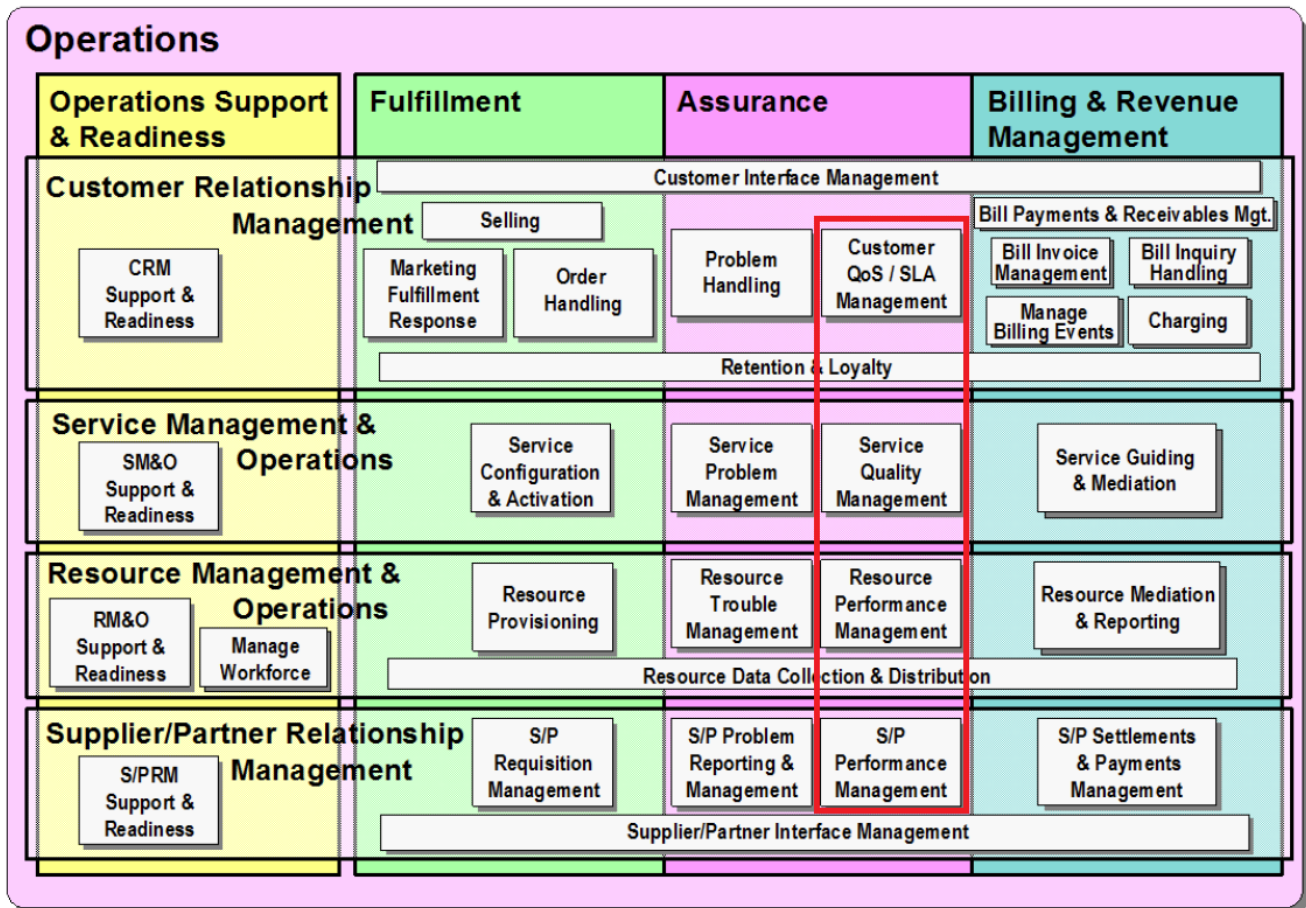 Operations
Operations Support
& Readiness
Fulfillment
Assurance
Billing & Revenue
Management
Customer Relationship
Management
Customer Interface Management
Selling
Bill Payments & Receivables Mgt.
CRM
Support &
Readiness
Marketing
Fulfillment
Response
Order
Handling
Problem
Handling
Customer
QoS / SLA
Management
Bill Invoice
Management
Bill Inquiry
Handling
Manage
Billing Events
Charging
Retention & Loyalty
Service Management &
Operations
SM&O
Support &
Readiness
Service
Configuration
& Activation
Service
Problem
Management
Service
Quality
Management
Service Guiding
& Mediation
Resource Management &
Operations
RM&O
Support &
Readiness
Manage
Workforce
Resource
Provisioning
Resource
Trouble
Management
Resource
Performance
Management
Resource Mediation
& Reporting
Resource Data Collection & Distribution
Supplier/Partner Relationship
Management
S/PRM
Support &
Readiness
S/P
Requisition
Management
S/P Problem
Reporting &
Management
S/P
Performance
Management
S/P Settlements
& Payments
Management
Supplier/Partner Interface Management